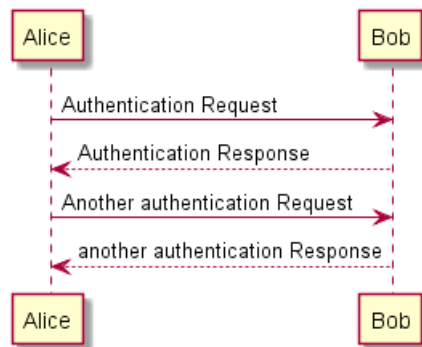 Alice Bob
Authentication Request
Authentication Response
Another authentication Request
another authentication Response
Alice Bob